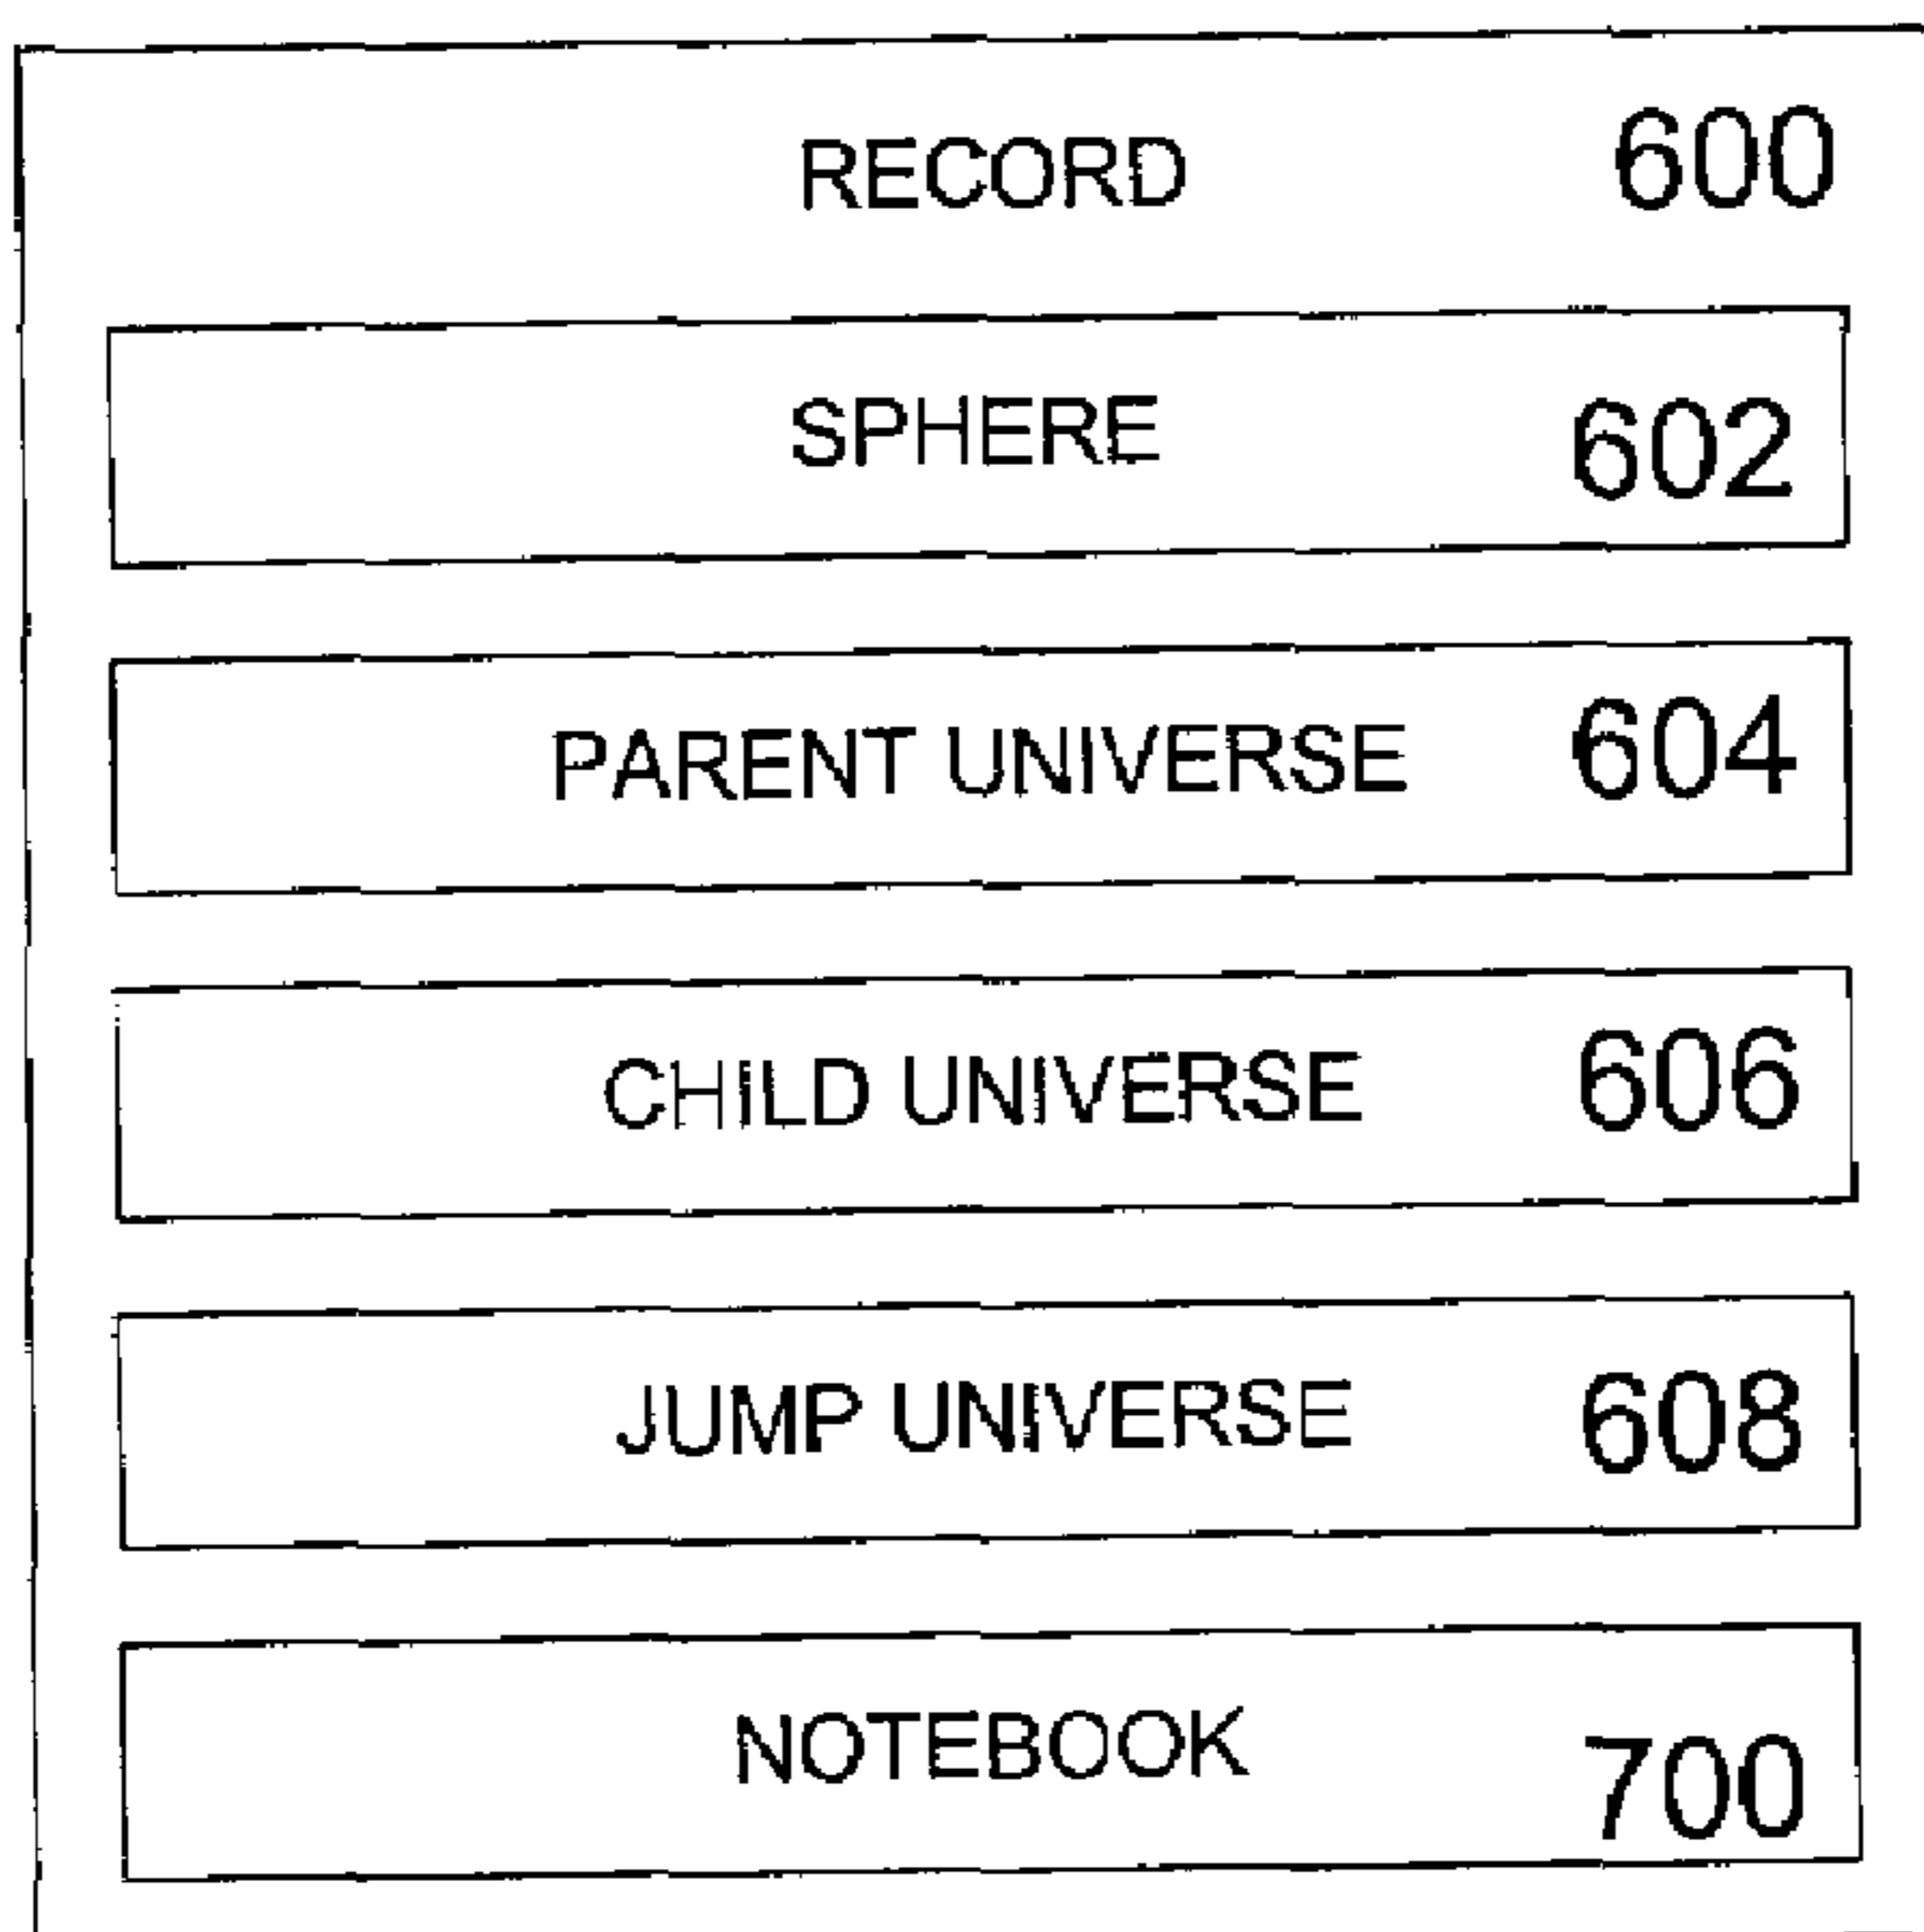 RECORD 600
SPHERE 602
PARENT UNIVERSE 604
CHILD UNIVERSE 606
JUMP UNIVERSE 608
NOTEBOOK 700